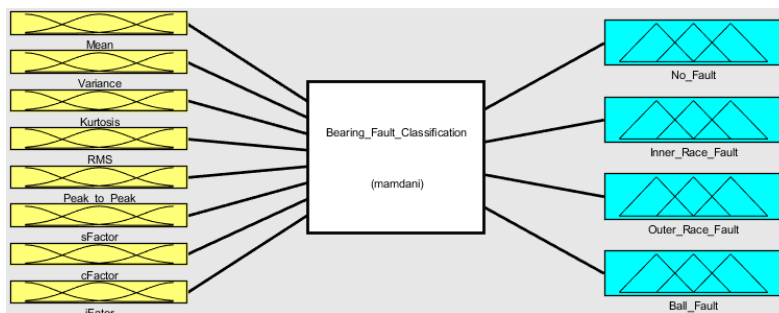 Mean
Variance
Kurtosis
RMS
Peak_to_Peak
sFactor
cFactor
Bearing_Fault_Classification
(mamdani)
No_Fault
Inner_Race_Fault
Outer_Race_Fault
Ball_Fault